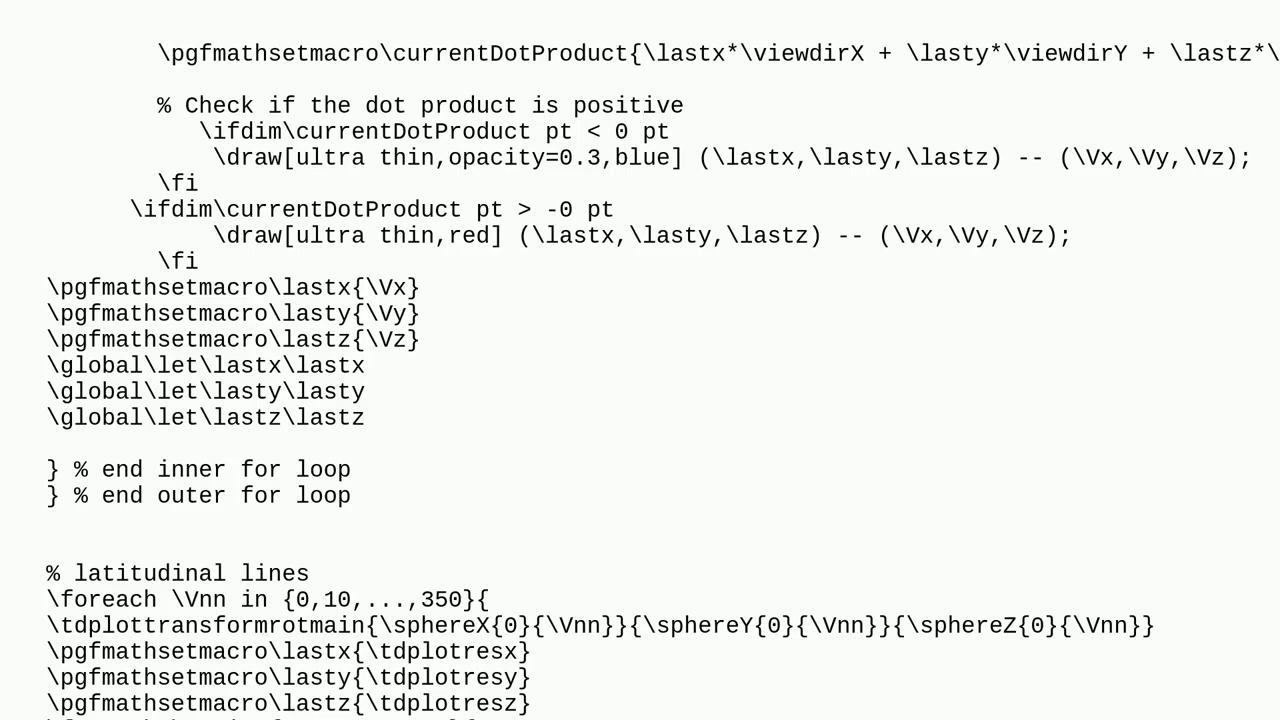 \pgfmathsetmacro\currentDotProduct{\lastx*\viewdirX + \lasty*\viewdirY + \lastz*\
% Check if the dot product is positive
\ifdim\currentDotProduct pt < 0 pt
\draw[ultra thin,opacity=0.3,blue] (\lastx,\lasty,\lastz) -- (\Vx,\Vy,\Vz);
\fi
\ifdim\currentDotProduct pt > -0 pt
\draw[ultra thin,red] (\lastx,\lasty,\lastz) -- (\Vx,\Vy,\Vz);
\fi
\pgfmathsetmacro\lastx{\Vx}
\pgfmathsetmacro\lasty{\Vy}
\pgfmathsetmacro\lastz{\Vz}
\global\let\lastx\lastx
\global\let\lasty\lasty
\global\let\lastz\lastz
} % end inner for loop
} % end outer for loop
% latitudinal lines
\foreach \Vnn in {0,10,...,350}{
\tdplottransformrotmain{\sphereX{0}{\Vnn}}{\sphereY{0}{\Vnn}}{\sphereZ{0}{\Vnn}}
\pgfmathsetmacro\lastx{\tdplotresx}
\pgfmathsetmacro\lasty{\tdplotresy}
\pgfmathsetmacro\lastz{\tdplotresz}